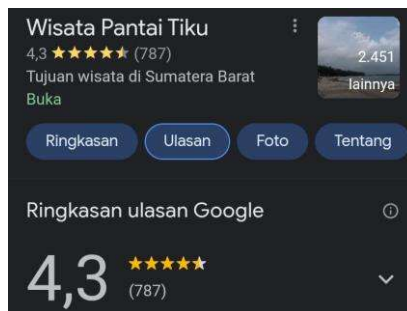 Wisata Pantai Tiku
4,3 (787)
Tujuan wisata di Sumatera Barat
Buka
2.451
lainnya
Ringkasan
Ulasan
Foto
Tentang
Ringkasan ulasan Google
4,3
(787)